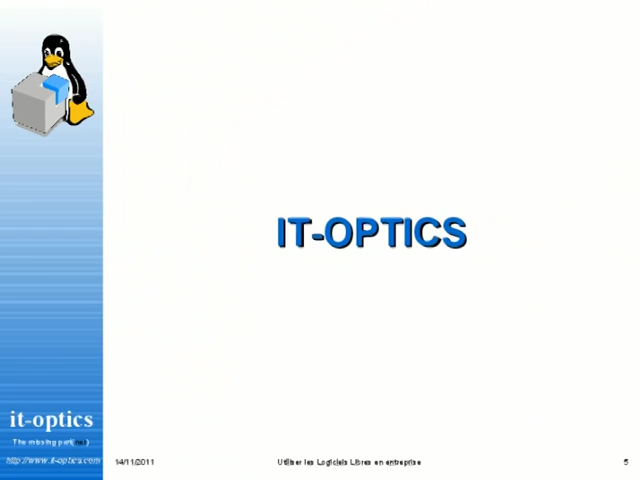 IT-OPTICS
it-optics
The missing part(net)
http://www.it-optics.com
14/11/2011
Utiliser les Logiciels Libres en entreprise
5